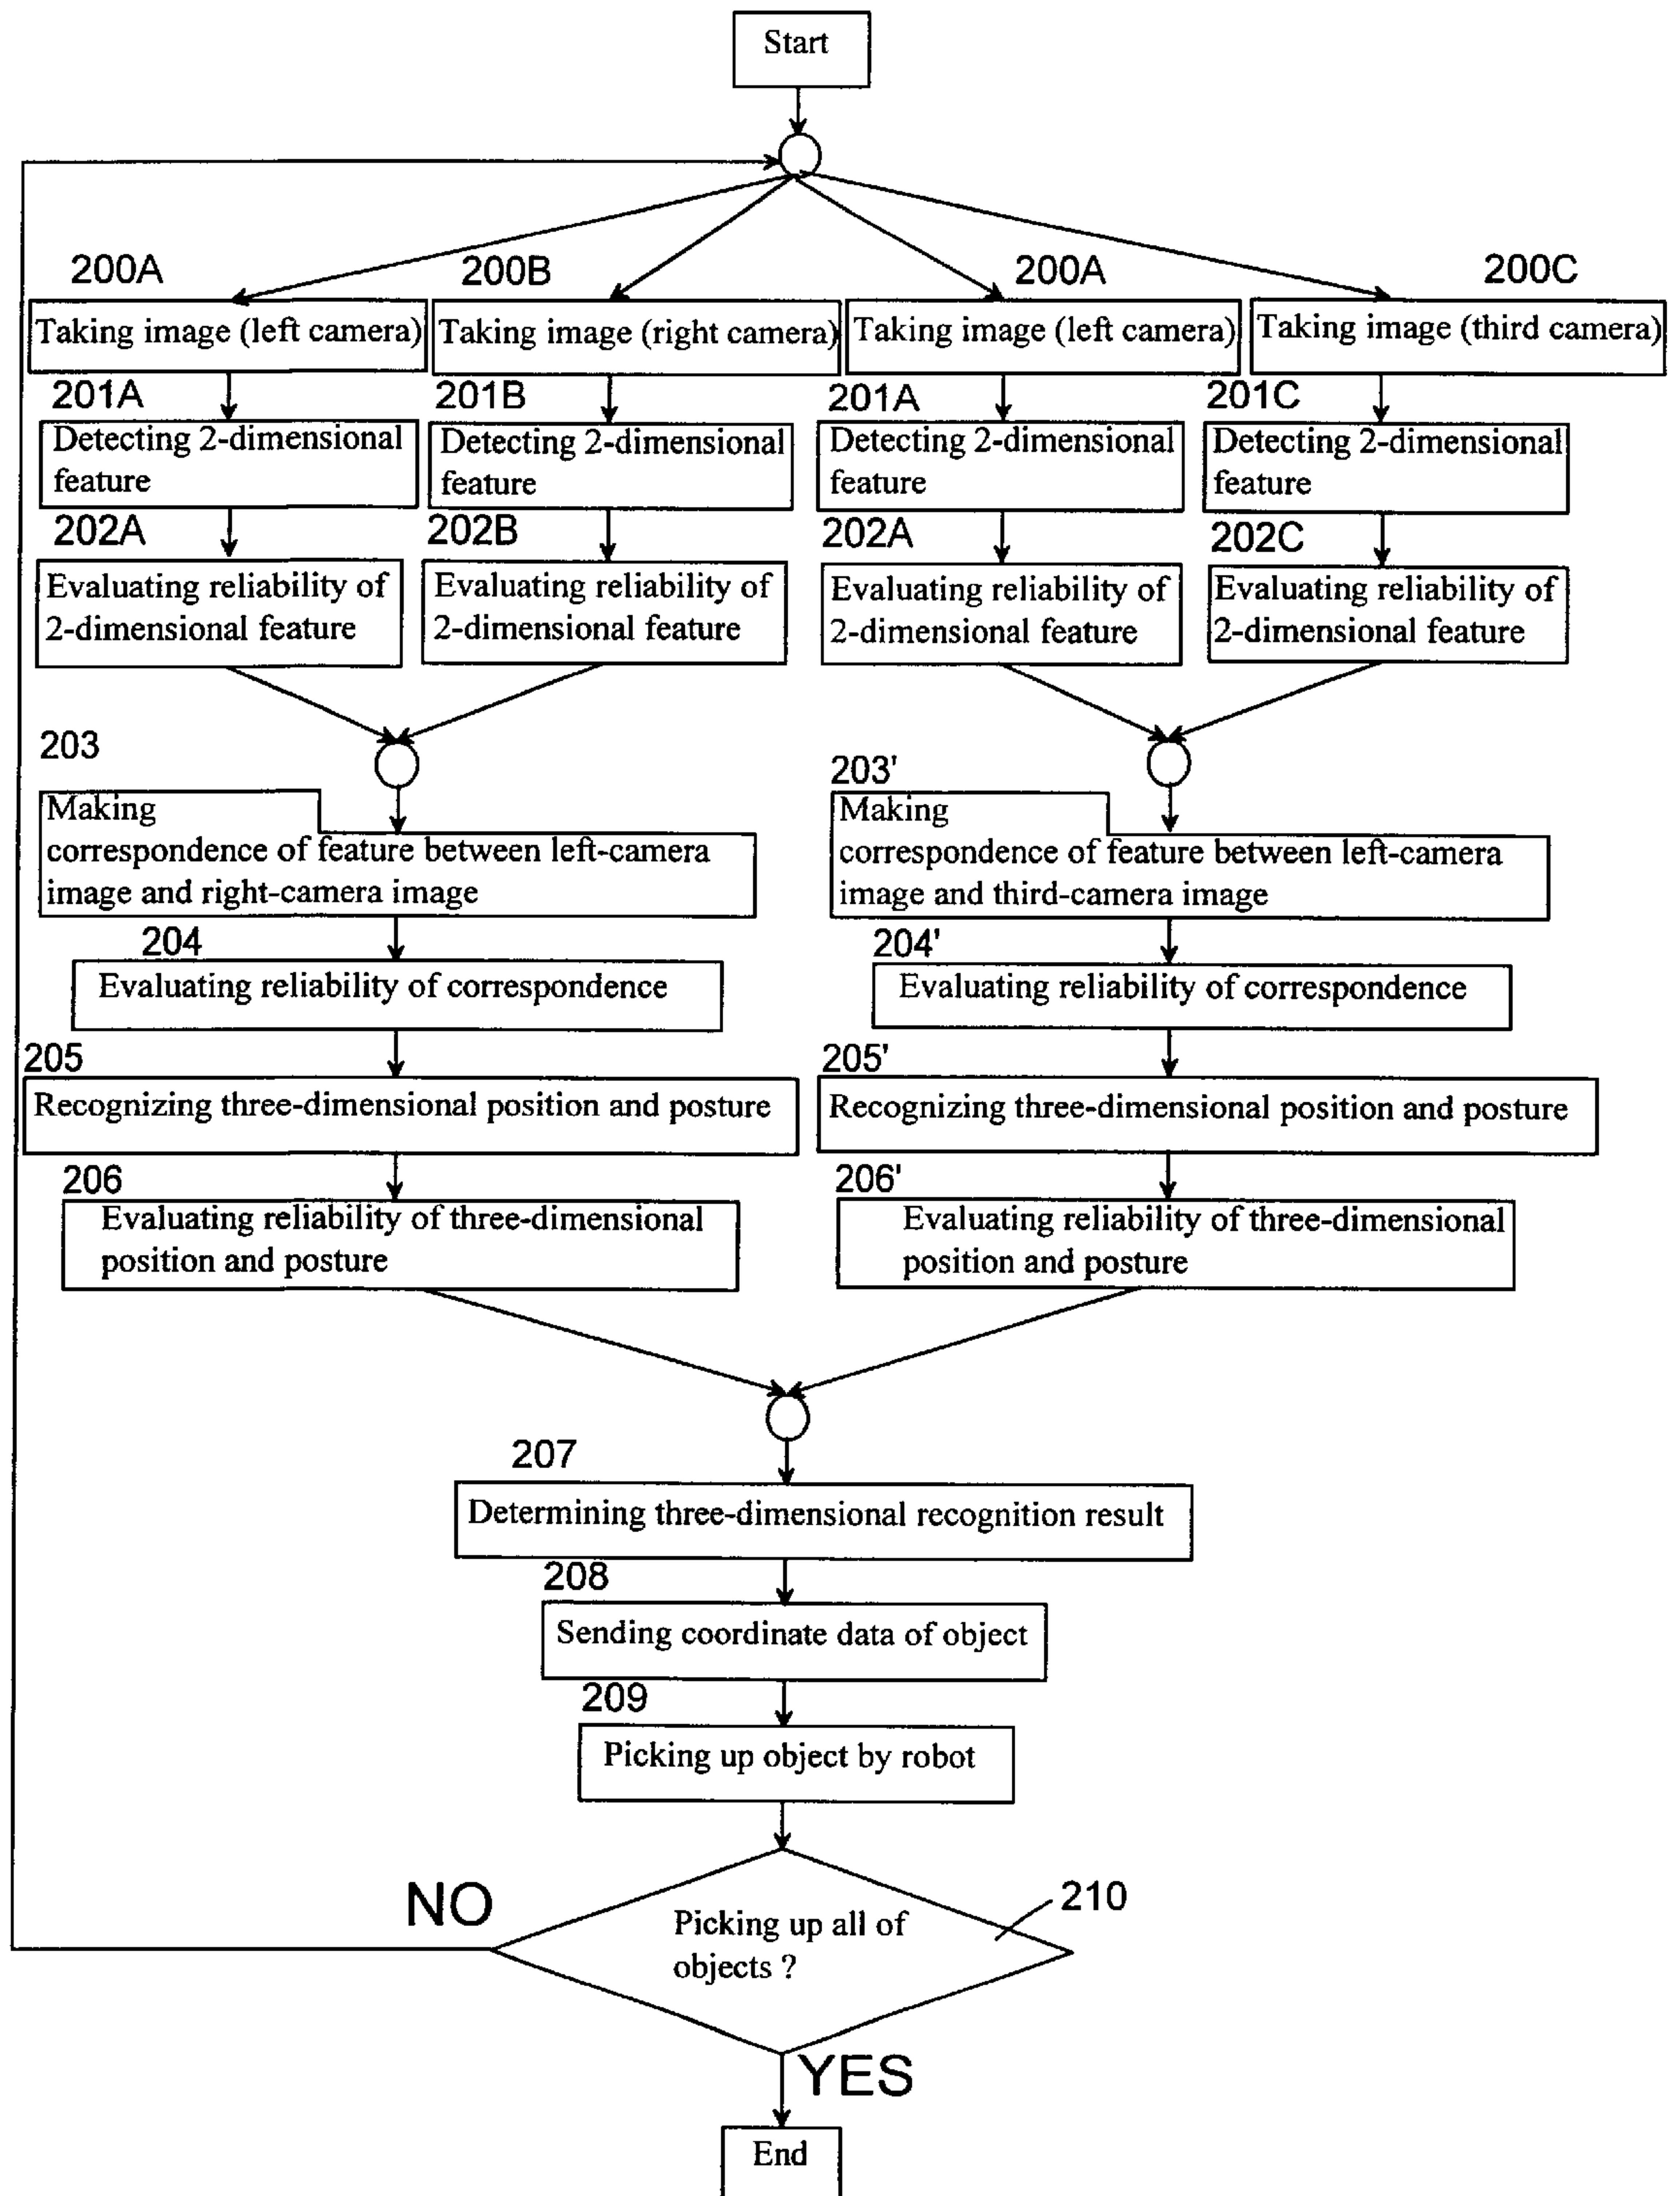 Start
200A
200B
200A
200C
Taking image (left camera)
Taking image (right camera)
Taking image (left camera)
Taking image (third camera)
201A
201B
201A
201C
Detecting 2-dimensional
feature
Detecting 2-dimensional
feature
Detecting 2-dimensional
feature
Detecting 2-dimensional
feature
202A
202B
202A
202C
Evaluating reliability of
2-dimensional feature
Evaluating reliability of
2-dimensional feature
Evaluating reliability of
2-dimensional feature
Evaluating reliability of
2-dimensional feature
203
Making
correspondence of feature between left-camera
image and right-camera image
203'
Making
correspondence of feature between left-camera
image and third-camera image
204
Evaluating reliability of correspondence
204'
Evaluating reliability of correspondence
205
Recognizing three-dimensional position and posture
205'
Recognizing three-dimensional position and posture
206
Evaluating reliability of three-dimensional
position and posture
206'
Evaluating reliability of three-dimensional
position and posture
207
Determining three-dimensional recognition result
208
Sending coordinate data of object
209
Picking up object by robot
NO
210
Picking up all of
objects ?
YES
End